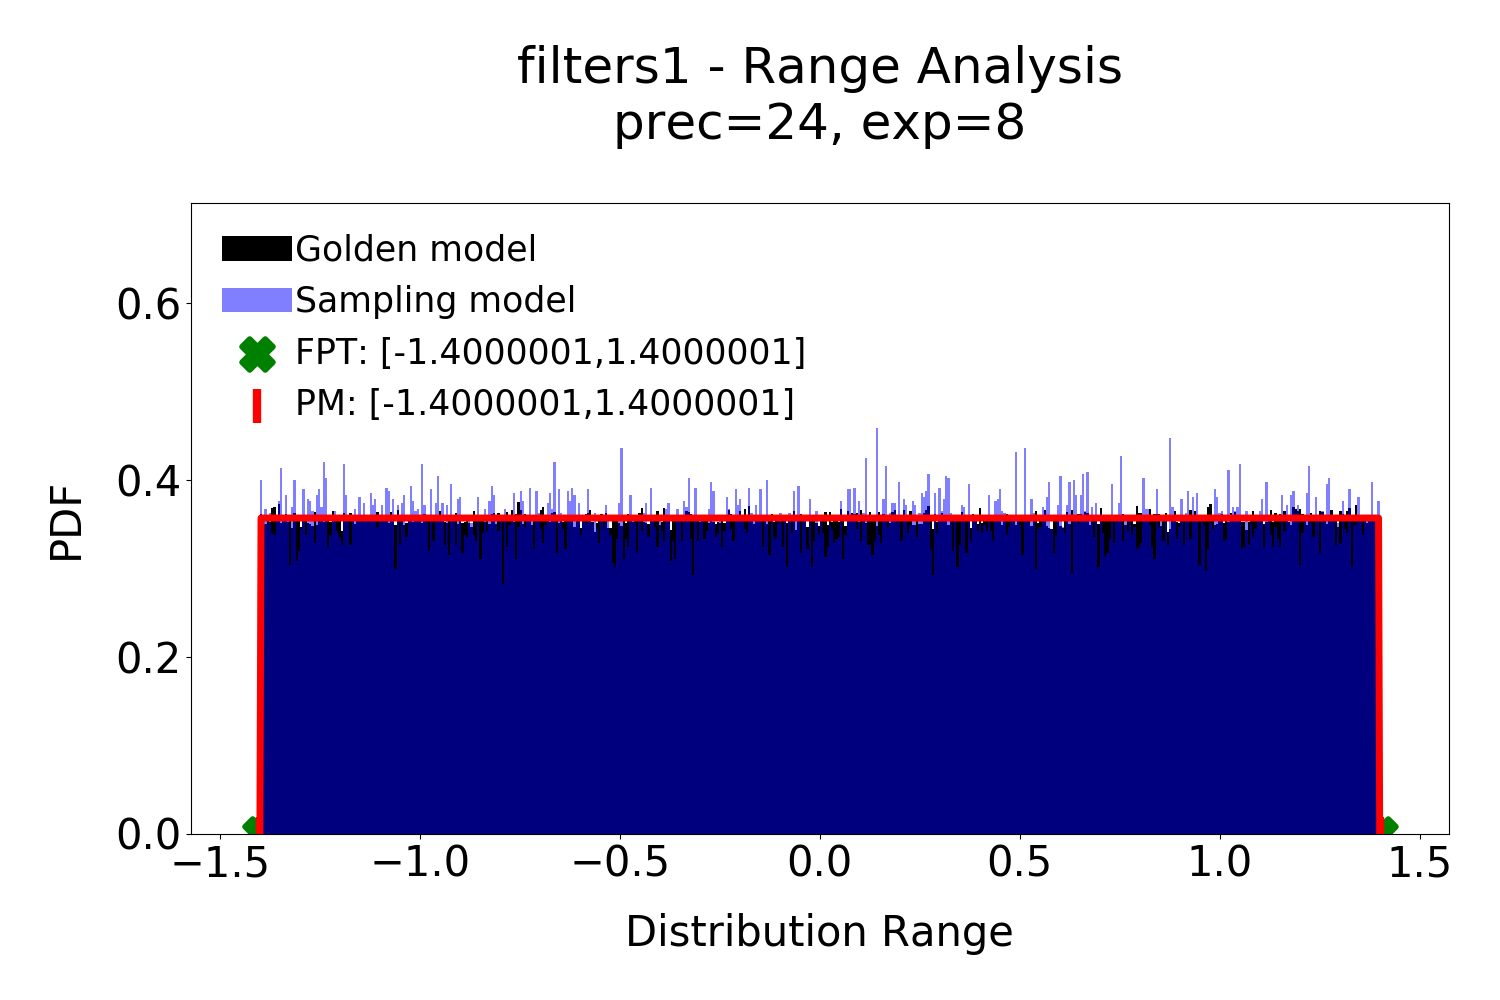 filters1 - Range Analysis
prec=24, exp=8
Golden model
Sampling model
FPT: [-1.4000001,1.4000001]
PM: [-1.4000001,1.4000001]
PDF
0.6
0.4
0.2
0.0
−1.5 −1.0 −0.5 0.0 0.5 1.0 1.5
Distribution Range